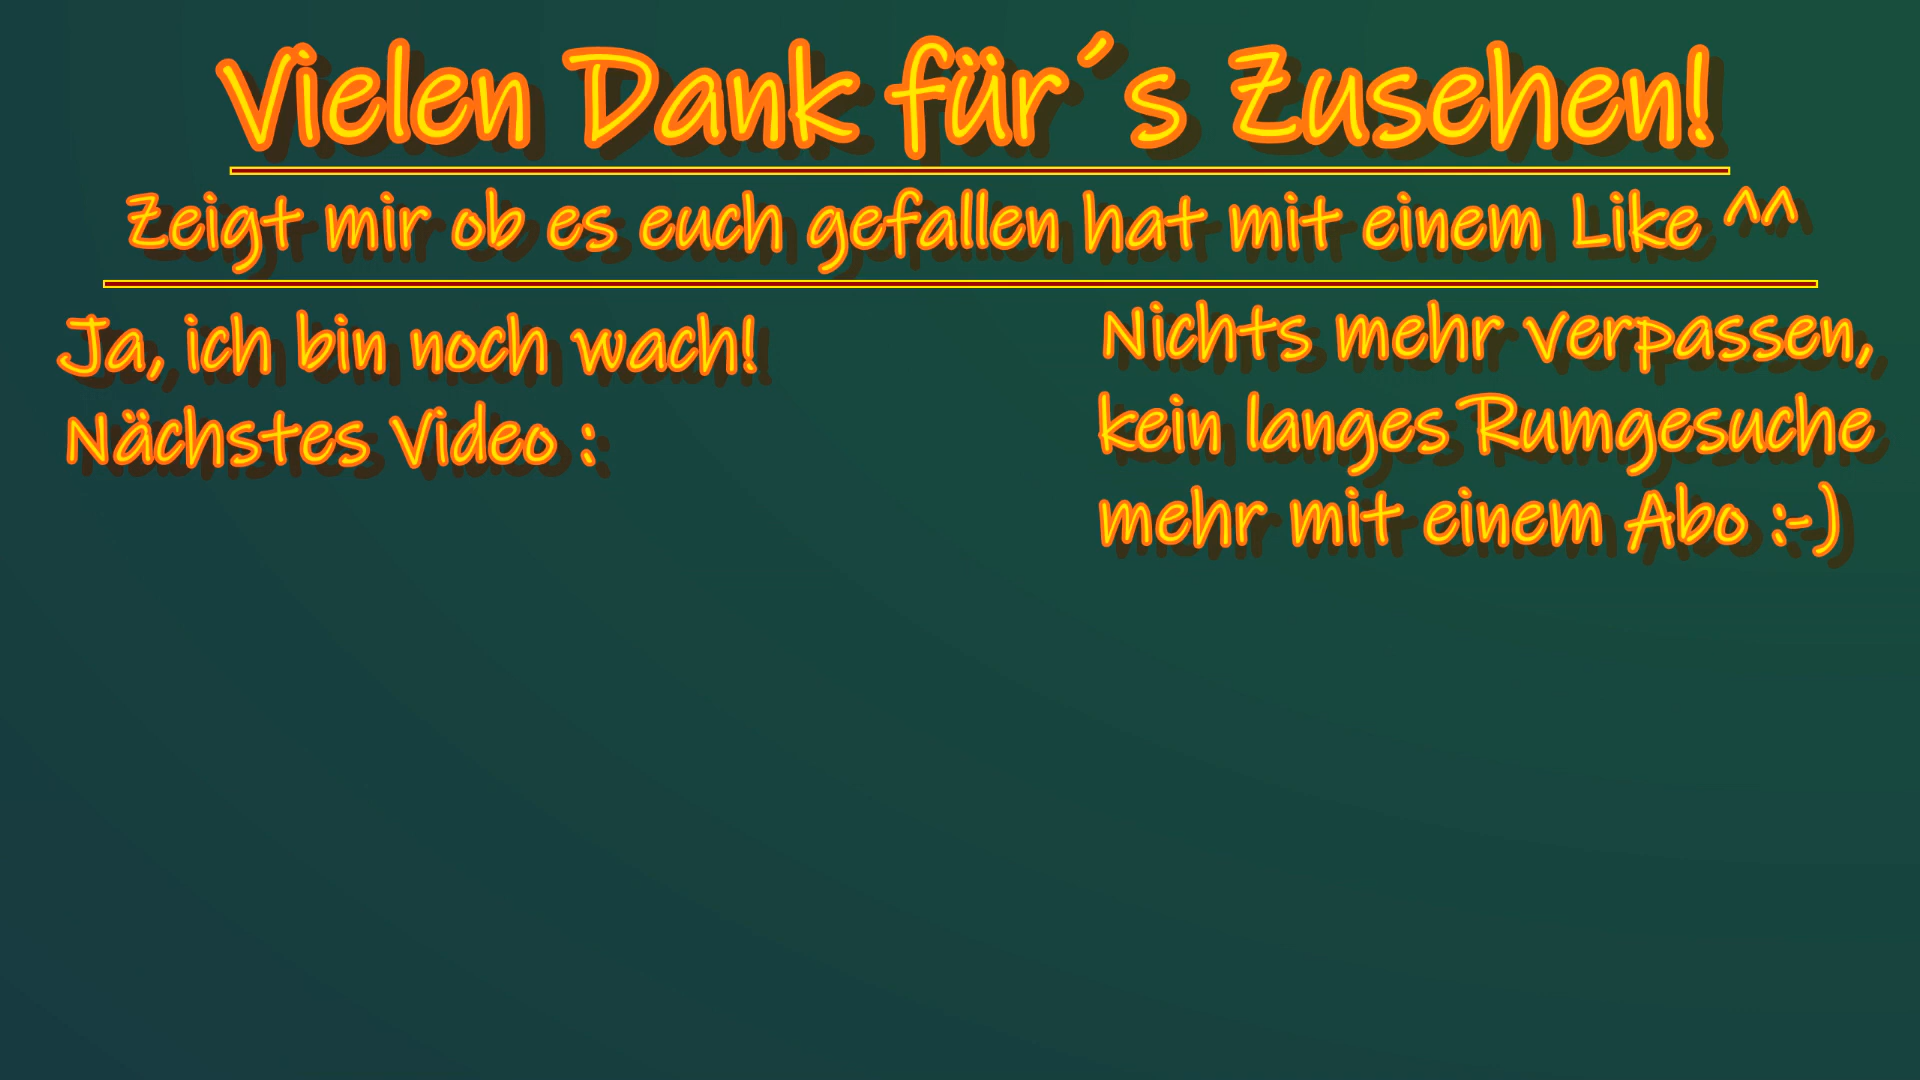 Vielen Dank für´s Zusehen!
Zeigt mir ob es euch gefallen hat mit einem Like ^^
Ja, ich bin noch wach!
Nächstes Video :
Nichts mehr verpassen,
kein langes Rumgesuche
mehr mit einem Abo :-)